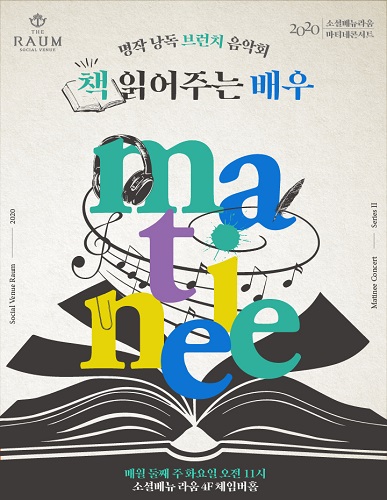 THE
RAUM
SOCIAL VENUE
2020 소셜베뉴라움
마티네콘서트
명작 낭독 브런치 음악회
책 읽어주는 배우
matinee
Social Venue Raum
2020
Matinee Concert
Series II
매월 둘째 주 화요일 오전 11시
소셜베뉴 라움 4F 체임버홀